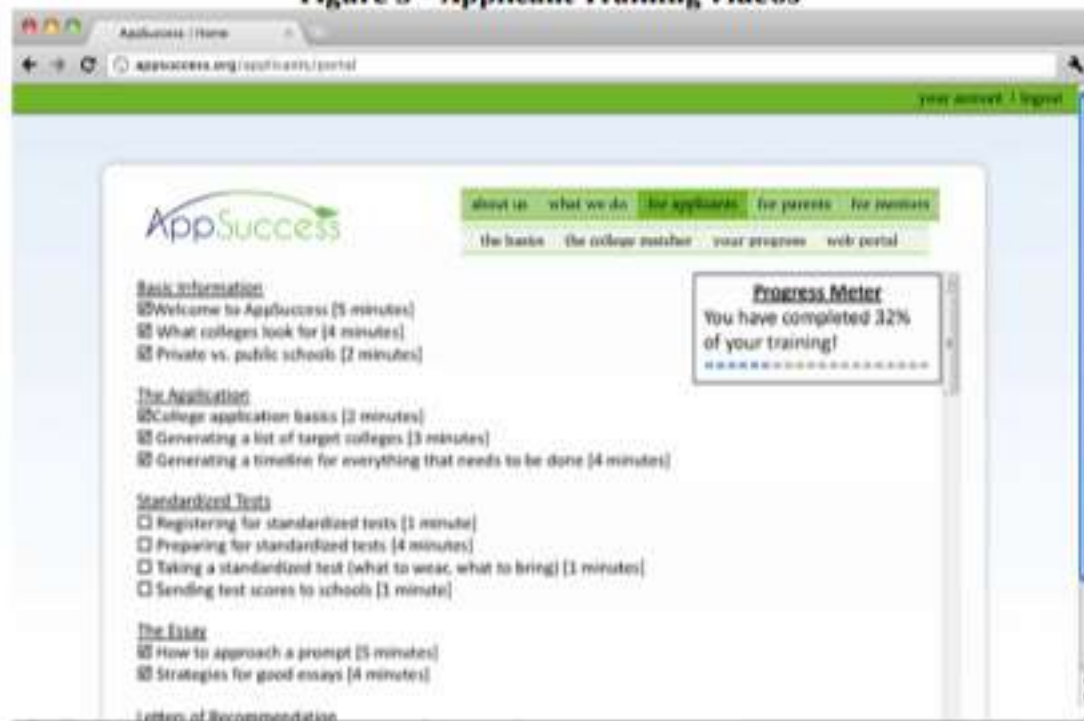 Figure 3 – Applicant Training Videos
AppSuccess | Home
appsuccess.org/applicants/portal
your account | logout
AppSuccess
about us what we do for applicants for parents for mentors
the basics the college matcher your progress web portal
Basic Information
☑Welcome to AppSuccess [5 minutes]
☑ What colleges look for [4 minutes]
☑ Private vs. public schools [2 minutes]
Progress Meter
You have completed 32%
of your training!
The Application
☑College application basics [2 minutes]
☑ Generating a list of target colleges [3 minutes]
☑ Generating a timeline for everything that needs to be done [4 minutes]
Standardized Tests
☐ Registering for standardized tests [1 minute]
☐ Preparing for standardized tests [4 minutes]
☐ Taking a standardized test (what to wear, what to bring) [1 minutes]
☐ Sending test scores to schools [1 minute]
The Essay
☑ How to approach a prompt [5 minutes]
☑ Strategies for good essays [4 minutes]
Letters of Recommendation